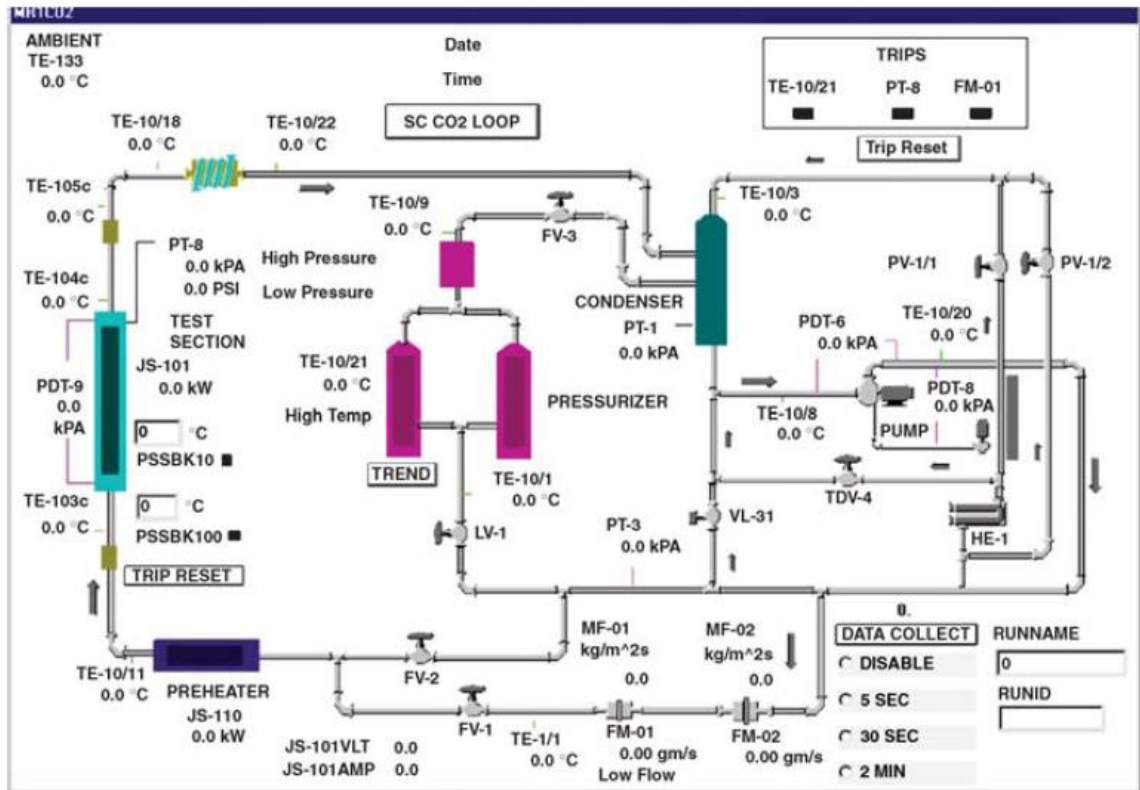 MR1CO2
AMBIENT
TE-133
0.0 °C
Date
Time
SC CO2 LOOP
TRIPS
TE-10/21 PT-8 FM-01
Trip Reset
TE-10/18
0.0 °C
TE-10/22
0.0 °C
TE-105c
0.0 °C
TE-10/9
0.0 °C
FV-3
TE-10/3
0.0 °C
PT-8
0.0 kPA
0.0 PSI
High Pressure
Low Pressure
PV-1/1
PV-1/2
TE-104c
0.0 °C
CONDENSER
PT-1
0.0 kPA
PDT-6
0.0 kPA
TE-10/20
0.0 °C
TEST
SECTION
JS-101
0.0 kW
PDT-9
0.0
kPA
TE-10/21
0.0 °C
High Temp
PRESSURIZER
TE-10/8
0.0 °C
PDT-8
0.0 kPA
PUMP
0 °C
PSSBK10
TREND
TE-10/1
0.0 °C
TDV-4
TE-103c
0.0 °C
0 °C
PSSBK100
LV-1
PT-3
0.0 kPA
VL-31
HE-1
TRIP RESET
0.
MF-01
kg/m^2s
0.0
MF-02
kg/m^2s
0.0
DATA COLLECT
DISABLE
5 SEC
30 SEC
2 MIN
RUNNAME
0
RUNID
TE-10/11
0.0 °C
PREHEATER
JS-110
0.0 kW
FV-2
FV-1
TE-1/1
0.0 °C
FM-01
0.00 gm/s
Low Flow
FM-02
0.00 gm/s
JS-101VLT 0.0
JS-101AMP 0.0